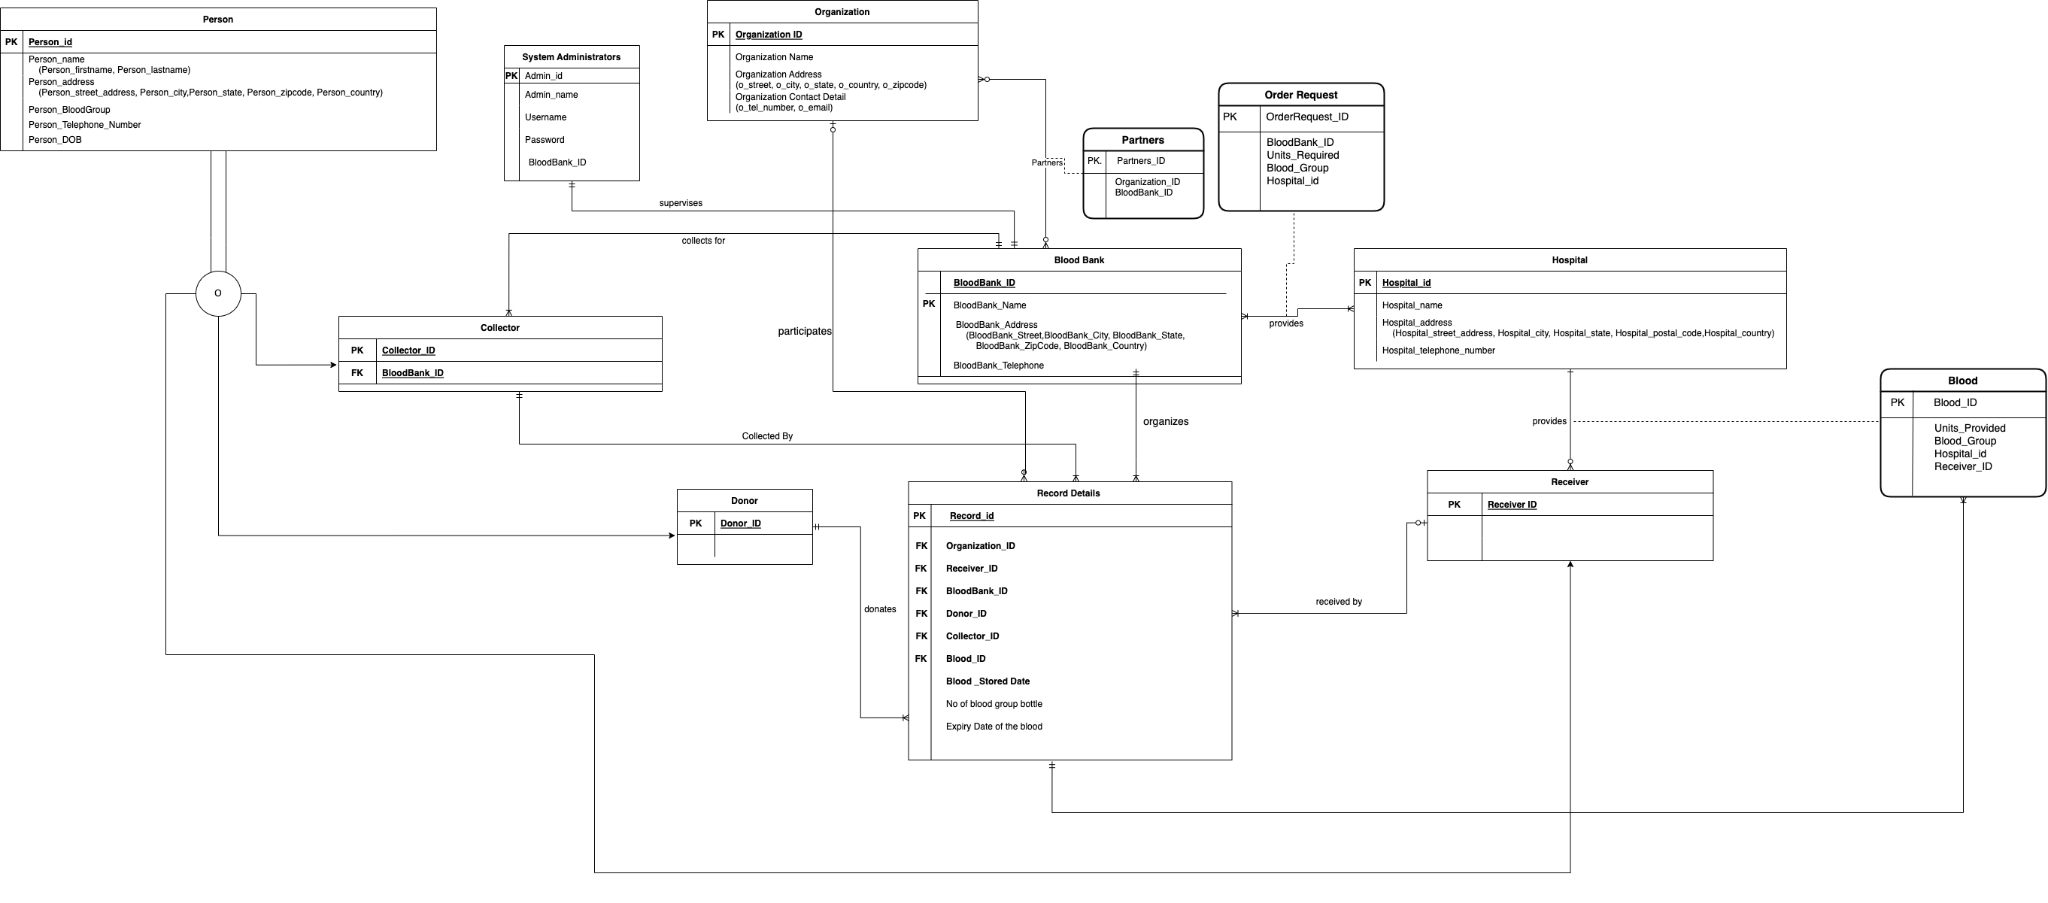 Person
PK Person_id
Person_name
(Person_firstname, Person_lastname)
Person_address
(Person_street_address, Person_city,Person_state, Person_zipcode, Person_country)
Person_BloodGroup
Person_Telephone_Number
Person_DOB
System Administrators
PK Admin_id
Admin_name
Username
Password
BloodBank_ID
Organization
PK Organization ID
Organization Name
Organization Address
(o_street, o_city, o_state, o_country, o_zipcode)
Organization Contact Detail
(o_tel_number, o_email)
Partners
Partners
PK. Partners_ID
Organization_ID
BloodBank_ID
Order Request
PK OrderRequest_ID
BloodBank_ID
Units_Required
Blood_Group
Hospital_id
supervises
collects for
O
Collector
PK Collector_ID
FK BloodBank_ID
participates
Blood Bank
BloodBank_ID
PK BloodBank_Name
BloodBank_Address
(BloodBank_Street,BloodBank_City, BloodBank_State,
BloodBank_ZipCode, BloodBank_Country)
BloodBank_Telephone
provides
Hospital
PK Hospital_id
Hospital_name
Hospital_address
(Hospital_street_address, Hospital_city, Hospital_state, Hospital_postal_code,Hospital_country)
Hospital_telephone_number
Blood
PK Blood_ID
Units_Provided
Blood_Group
Hospital_id
Receiver_ID
Collected By
organizes
provides
Donor
PK Donor_ID
donates
Record Details
PK Record_id
FK Organization_ID
FK Receiver_ID
FK BloodBank_ID
FK Donor_ID
FK Collector_ID
FK Blood_ID
Blood _Stored Date
No of blood group bottle
Expiry Date of the blood
Receiver
PK Receiver ID
received by